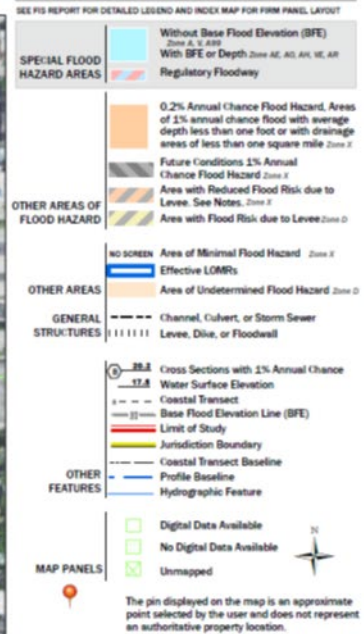 SEE FIS REPORT FOR DETAILED LEGEND AND INDEX MAP FOR FIRM PANEL LAYOUT
SPECIAL FLOOD
HAZARD AREAS
Without Base Flood Elevation (BFE)
Zone A, V, A99
With BFE or Depth Zone AE, AO, AH, VE, AR
Regulatory Floodway
OTHER AREAS OF
FLOOD HAZARD
0.2% Annual Chance Flood Hazard, Areas
of 1% annual chance flood with average
depth less than one foot or with drainage
areas of less than one square mile Zone X
Future Conditions 1% Annual
Chance Flood Hazard Zone X
Area with Reduced Flood Risk due to
Levee. See Notes. Zone X
Area with Flood Risk due to Levee Zone D
OTHER AREAS
NO SCREEN Area of Minimal Flood Hazard Zone X
Effective LOMRs
Area of Undetermined Flood Hazard Zone D
GENERAL
STRUCTURES
Channel, Culvert, or Storm Sewer
Levee, Dike, or Floodwall
OTHER
FEATURES
20.2 Cross Sections with 1% Annual Chance
17.5 Water Surface Elevation
Coastal Transect
Base Flood Elevation Line (BFE)
Limit of Study
Jurisdiction Boundary
Coastal Transect Baseline
Profile Baseline
Hydrographic Feature
MAP PANELS
Digital Data Available
No Digital Data Available
Unmapped
N
The pin displayed on the map is an approximate
point selected by the user and does not represent
an authoritative property location.